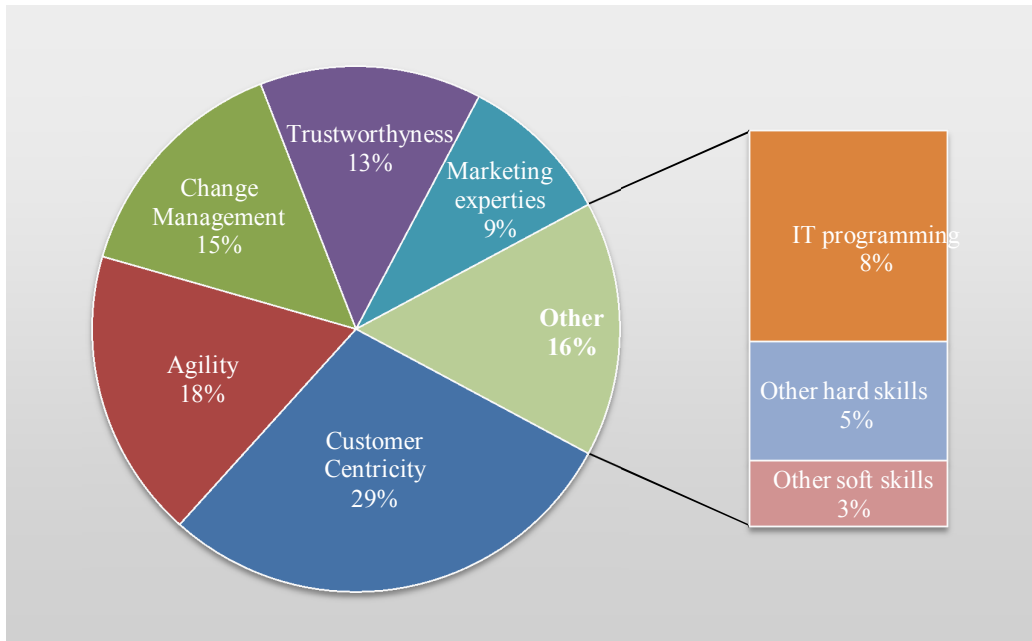 Trustworthyness
13%
Marketing
experties
9%
Change
Management
15%
IT programming
8%
Other
16%
Agility
18%
Other hard skills
5%
Customer
Centricity
29%
Other soft skills
3%